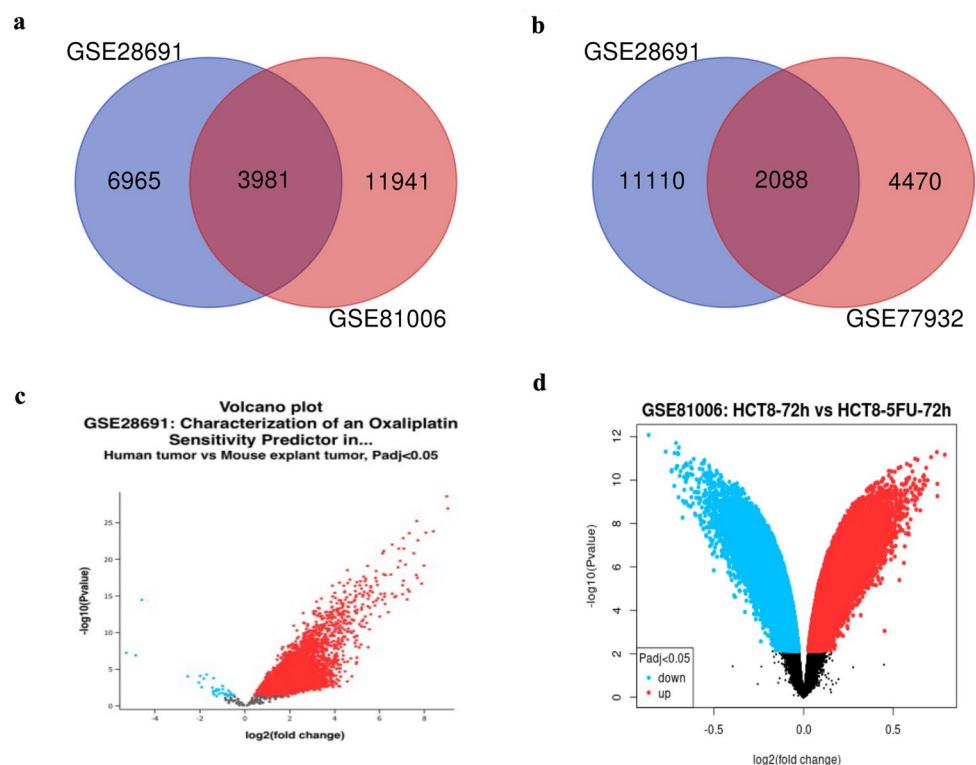 a
GSE28691
6965
3981
11941
GSE81006
b
GSE28691
11110
2088
4470
GSE77932
c
Volcano plot
GSE28691: Characterization of an Oxaliplatin
Sensitivity Predictor in...
Human tumor vs Mouse explant tumor, Padj<0.05
-log10(Pvalue)
25
20
15
10
5
0
-4
-2
0
2
4
6
8
log2(fold change)
d
GSE81006: HCT8-72h vs HCT8-5FU-72h
-log10(Pvalue)
12
10
8
6
4
2
0
Padj<0.05
down
up
-0.5
0.0
0.5
log2(fold change)